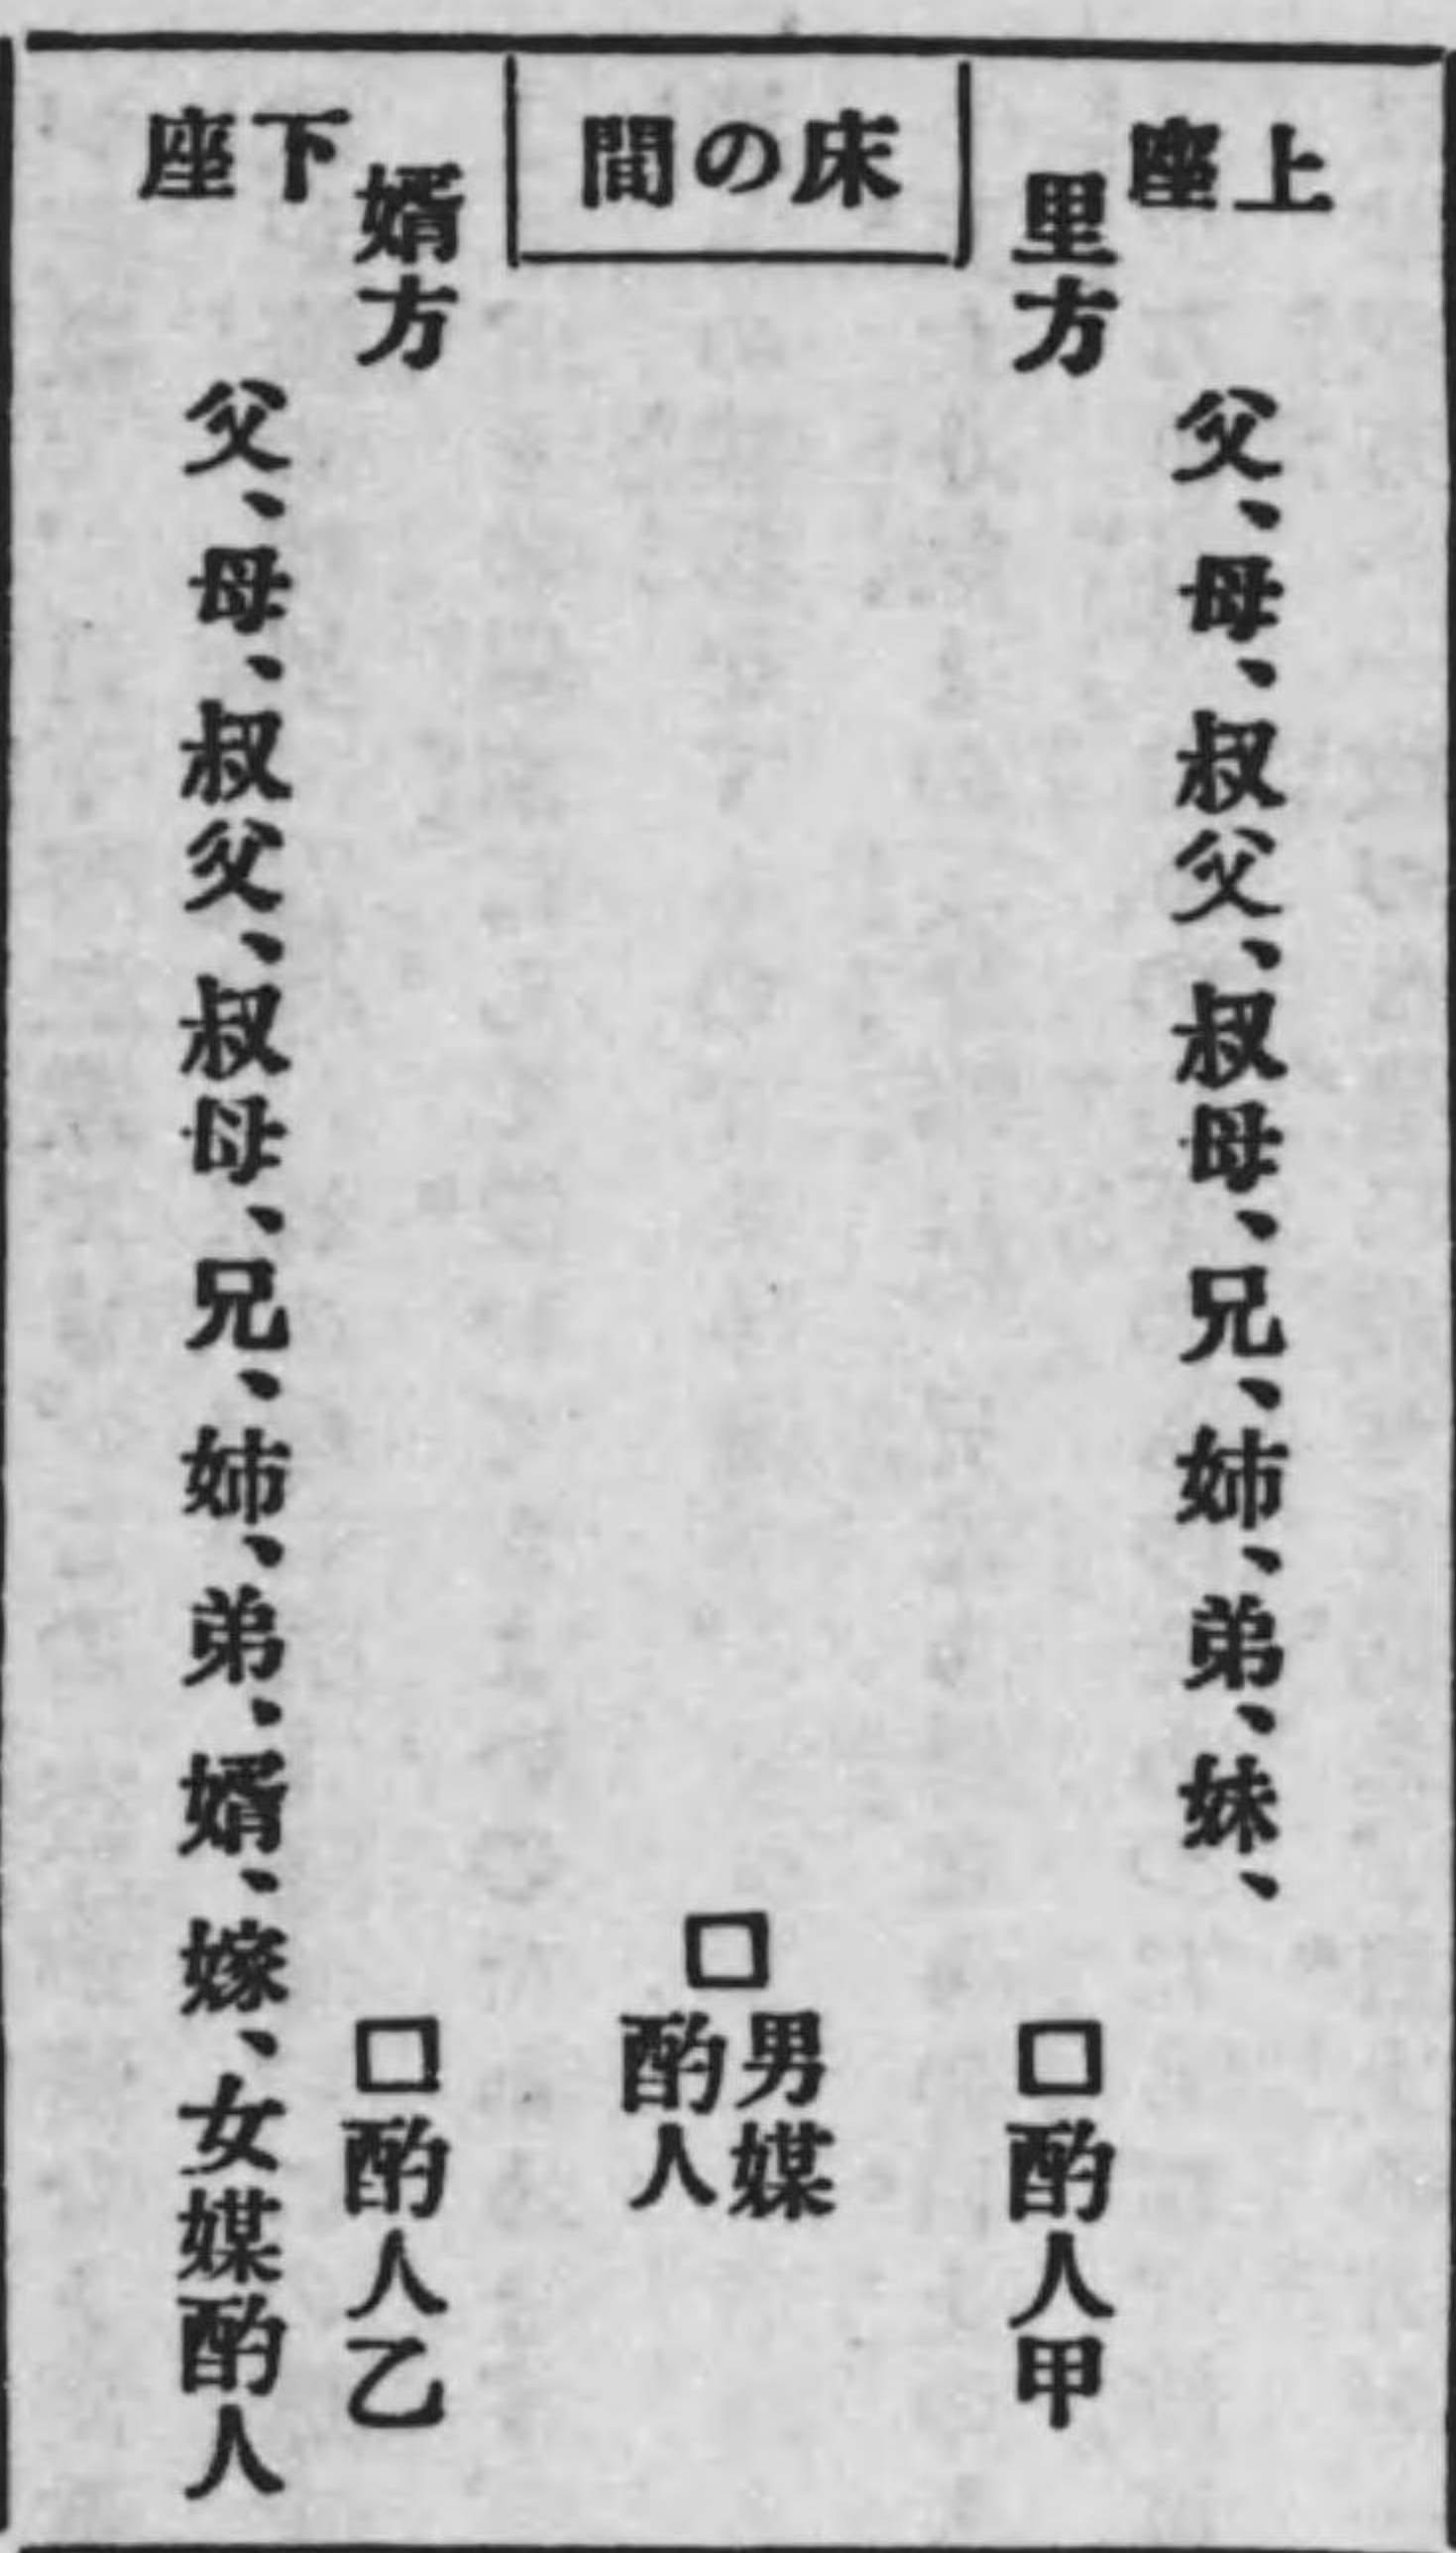 上座
里方
父、母、叔父、叔母、兄、姉、弟、妹、
□酌人甲
床の間
□
男媒
酌人
下座
婿方
□酌人乙
父、母、叔父、叔母、兄、姉、弟、婿、嫁、女媒酌人